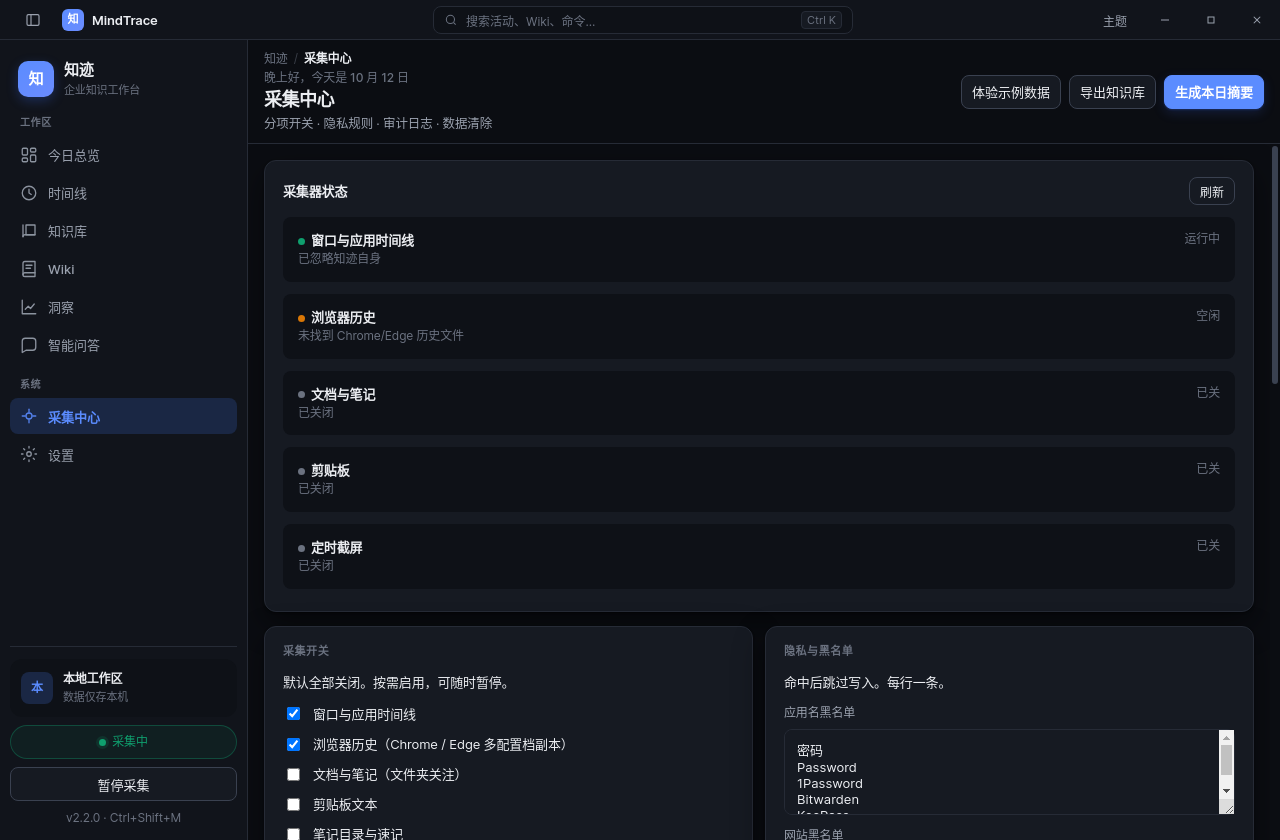 知 MindTrace
搜索活动、Wiki、命令... Ctrl K
主题
知 知迹
企业知识工作台
工作区
今日总览
时间线
知识库
Wiki
洞察
智能问答
系统
采集中心
设置
本 本地工作区
数据仅存本机
采集中
暂停采集
v2.2.0 · Ctrl+Shift+M
知迹 / 采集中心
晚上好，今天是 10 月 12 日
采集中心
分项开关 · 隐私规则 · 审计日志 · 数据清除
体验示例数据 导出知识库 生成本日摘要
采集器状态 刷新
窗口与应用时间线 运行中
已忽略知迹自身
浏览器历史 空闲
未找到 Chrome/Edge 历史文件
文档与笔记 已关
已关闭
剪贴板 已关
已关闭
定时截屏 已关
已关闭
采集开关
默认全部关闭。按需启用，可随时暂停。
窗口与应用时间线
浏览器历史（Chrome / Edge 多配置档副本）
文档与笔记（文件夹关注）
剪贴板文本
笔记目录与速记
隐私与黑名单
命中后跳过写入。每行一条。
应用名黑名单
密码
Password
1Password
Bitwarden
网站黑名单